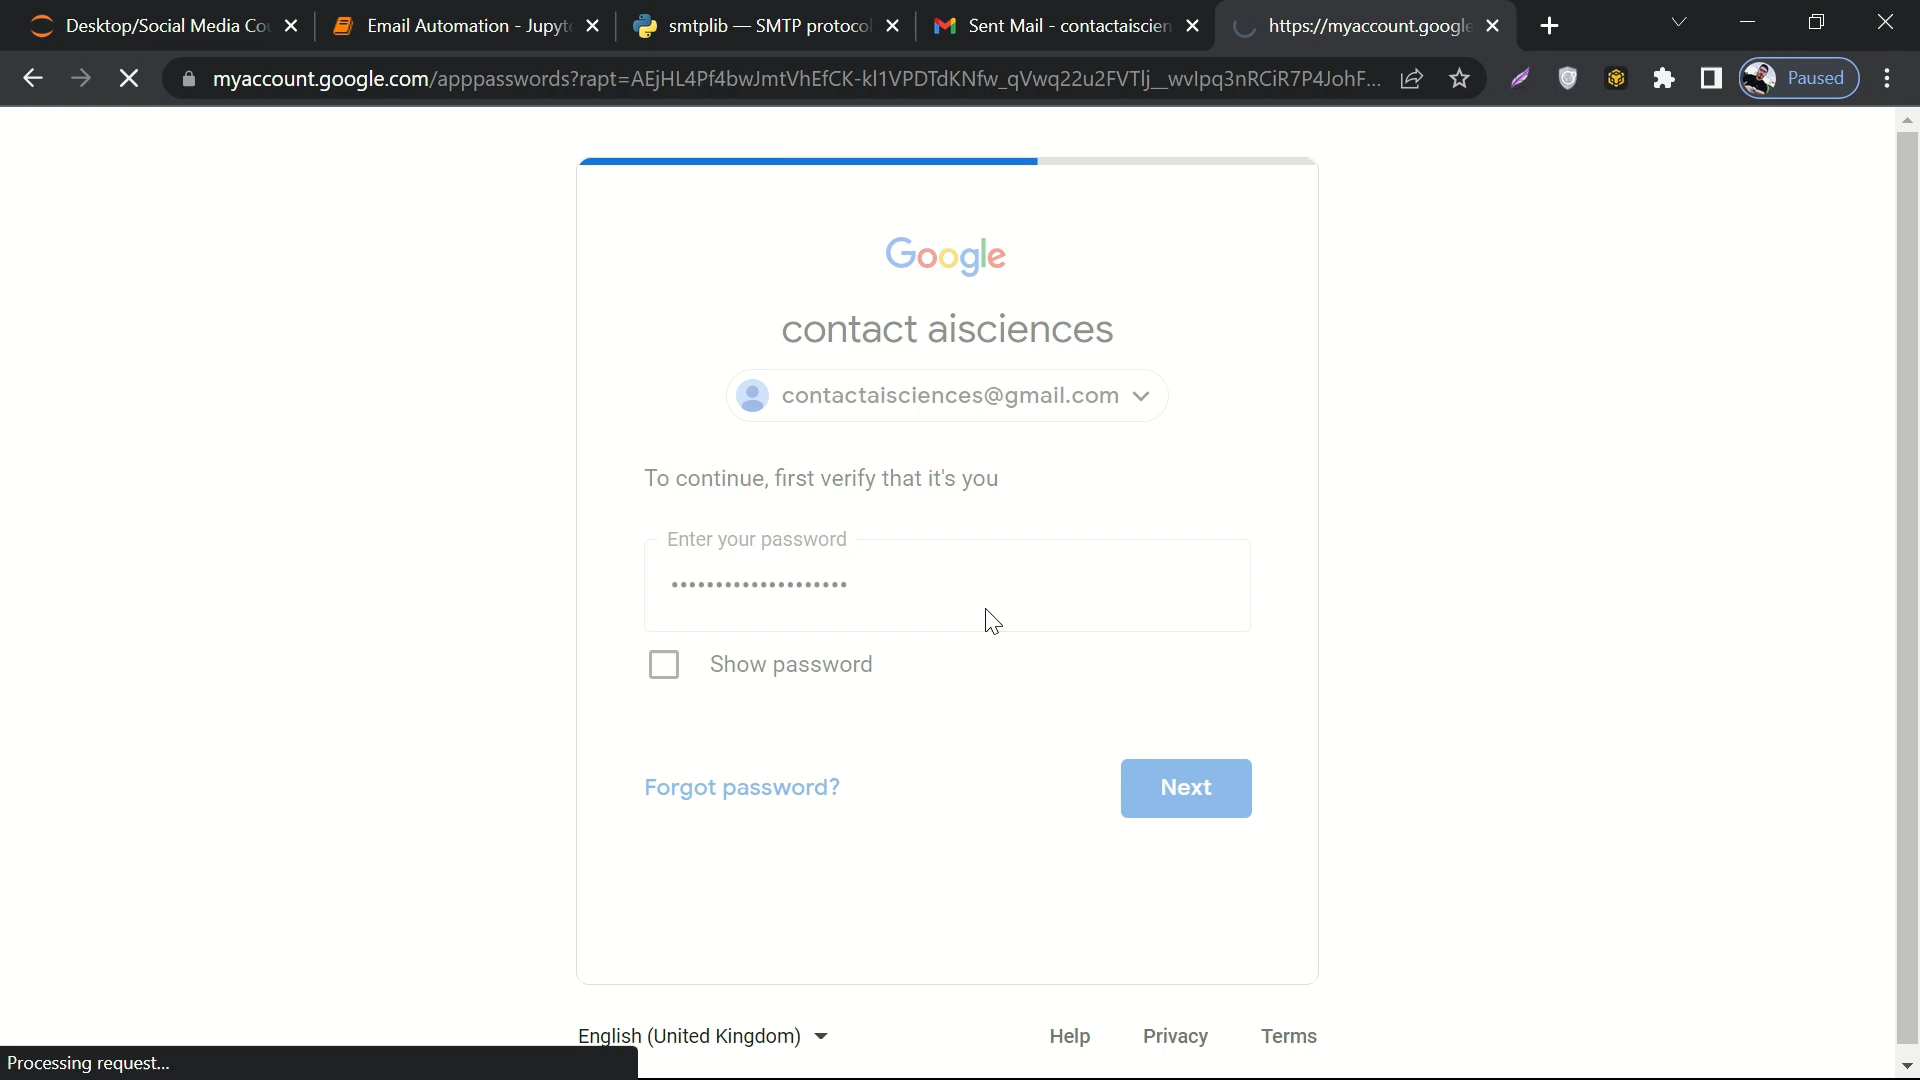 Desktop/Social Media Co
Email Automation - Jupyt
smtplib — SMTP protocol
Sent Mail - contactaiscien
https://myaccount.google
myaccount.google.com/apppasswords?rapt=AEjHL4Pf4bwJmtVhEfCK-kl1VPDTdKNfw_qVwq22u2FVTlj__wvlpq3nRCiR7P4JohF...
Paused
Google
contact aisciences
contactaisciences@gmail.com
To continue, first verify that it's you
Enter your password
••••••••••••••••••••
Show password
Forgot password?
Next
English (United Kingdom)
Help
Privacy
Terms
Processing request...